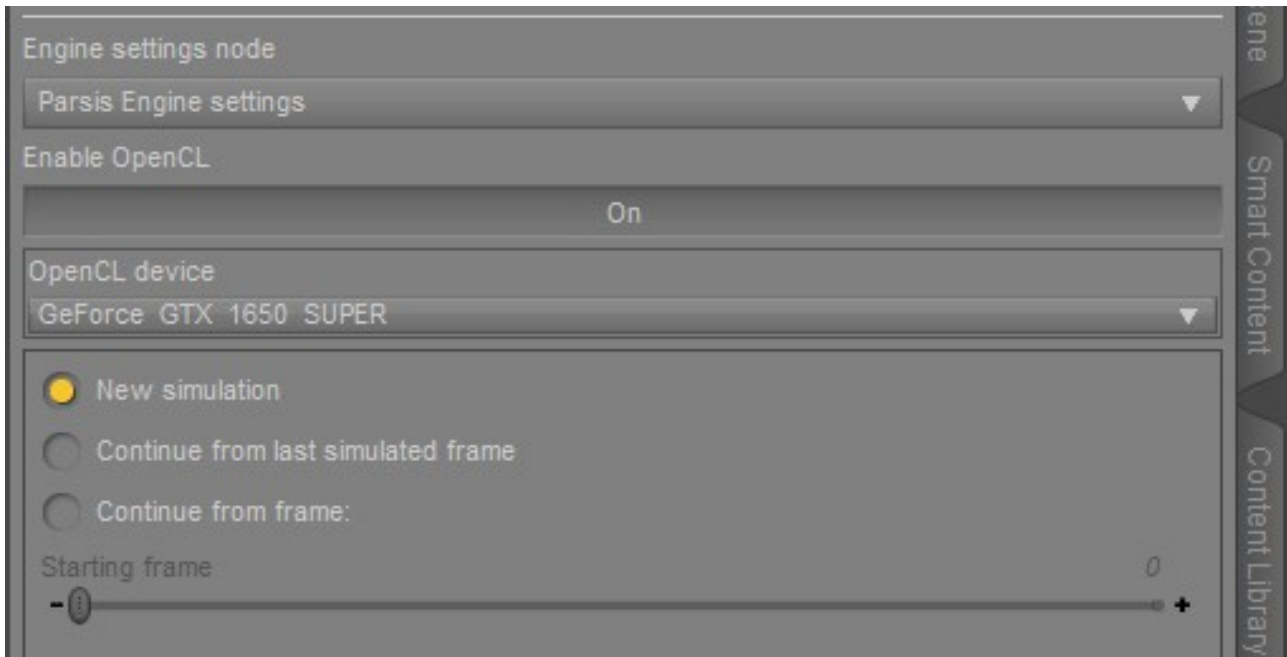 Engine settings node
Parsis Engine settings
Enable OpenCL
On
OpenCL device
GeForce GTX 1650 SUPER
New simulation
Continue from last simulated frame
Continue from frame:
Starting frame 0
- +
Smart Content
Content Library